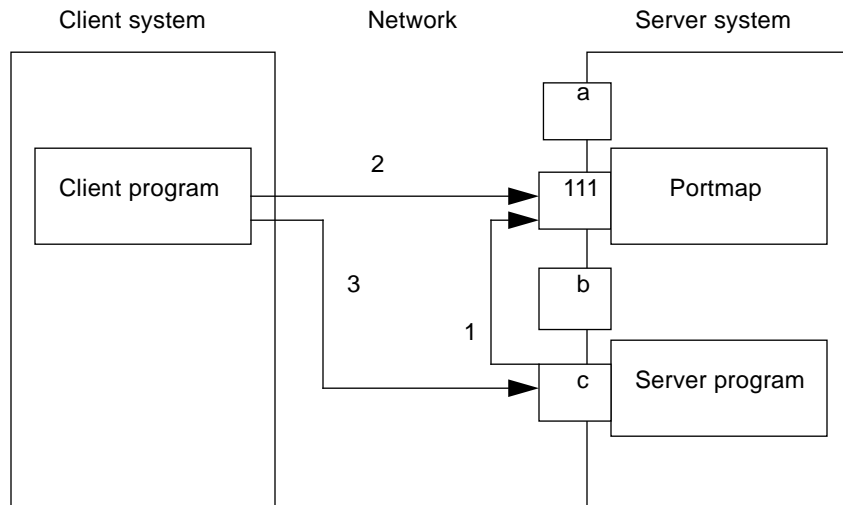 Client system
Network
Server system
a
Client program
2
111
Portmap
3
b
1
c
Server program